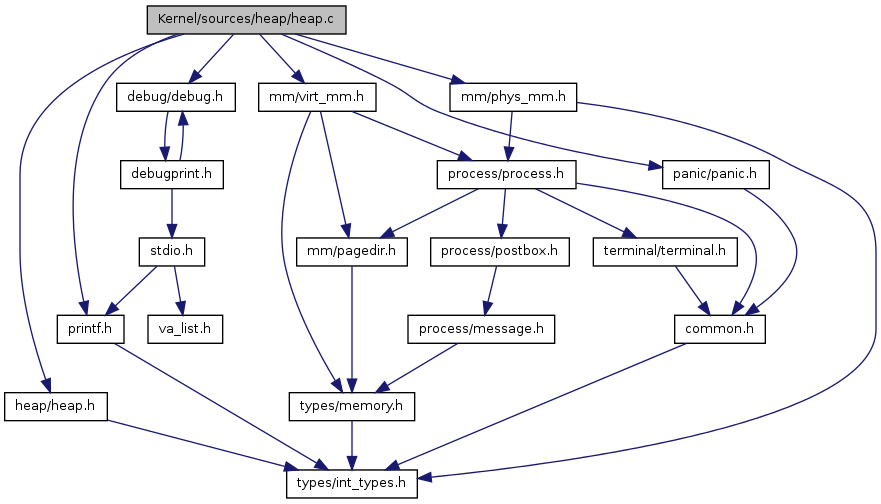 Kernel/sources/heap/heap.c
debug/debug.h
mm/virt_mm.h
mm/phys_mm.h
debugprint.h
process/process.h
panic/panic.h
stdio.h
mm/pagedir.h
process/postbox.h
terminal/terminal.h
printf.h
va_list.h
process/message.h
common.h
heap/heap.h
types/memory.h
types/int_types.h